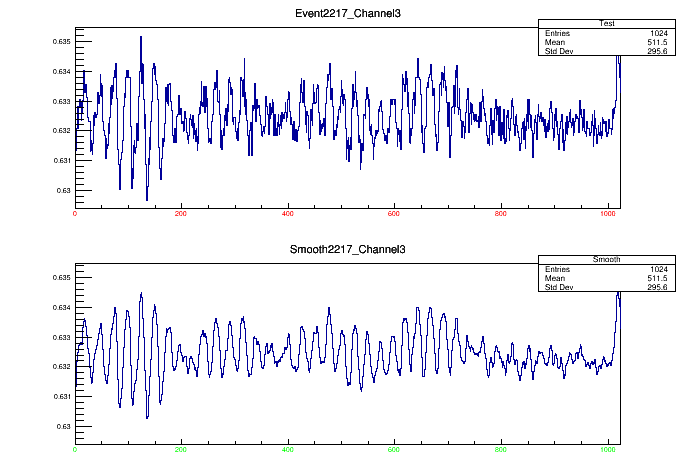 Event2217_Channel3
Test
Entries 1024
Mean 511.5
Std Dev 295.6
0.635
0.634
0.633
0.632
0.631
0.63
0 200 400 600 800 1000
Smooth2217_Channel3
Smooth
Entries 1024
Mean 511.5
Std Dev 295.6
0.635
0.634
0.633
0.632
0.631
0.63
0 200 400 600 800 1000